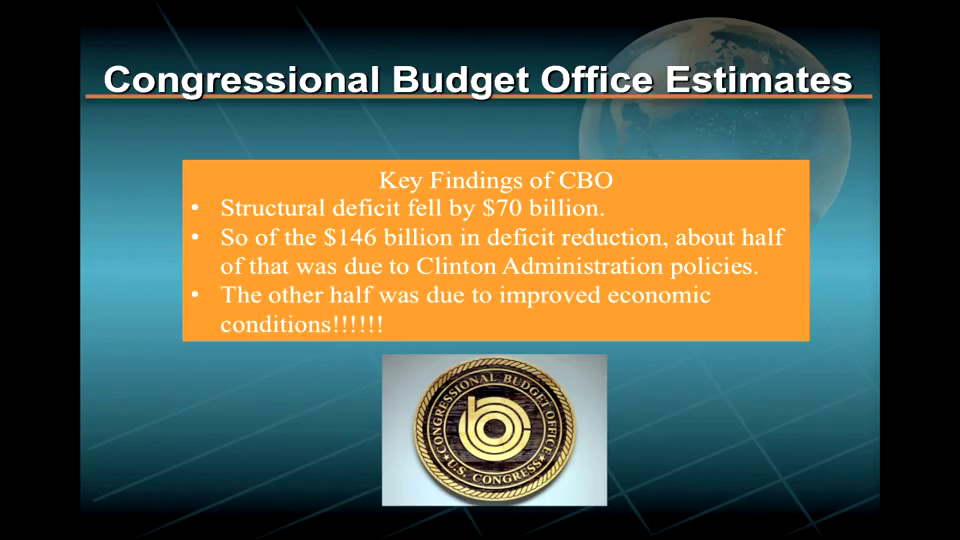 Congressional Budget Office Estimates
Key Findings of CBO
• Structural deficit fell by $70 billion.
• So of the $146 billion in deficit reduction, about half
of that was due to Clinton Administration policies.
• The other half was due to improved economic
conditions!!!!!!
CONGRESSIONAL BUDGET OFFICE
U.S. CONGRESS